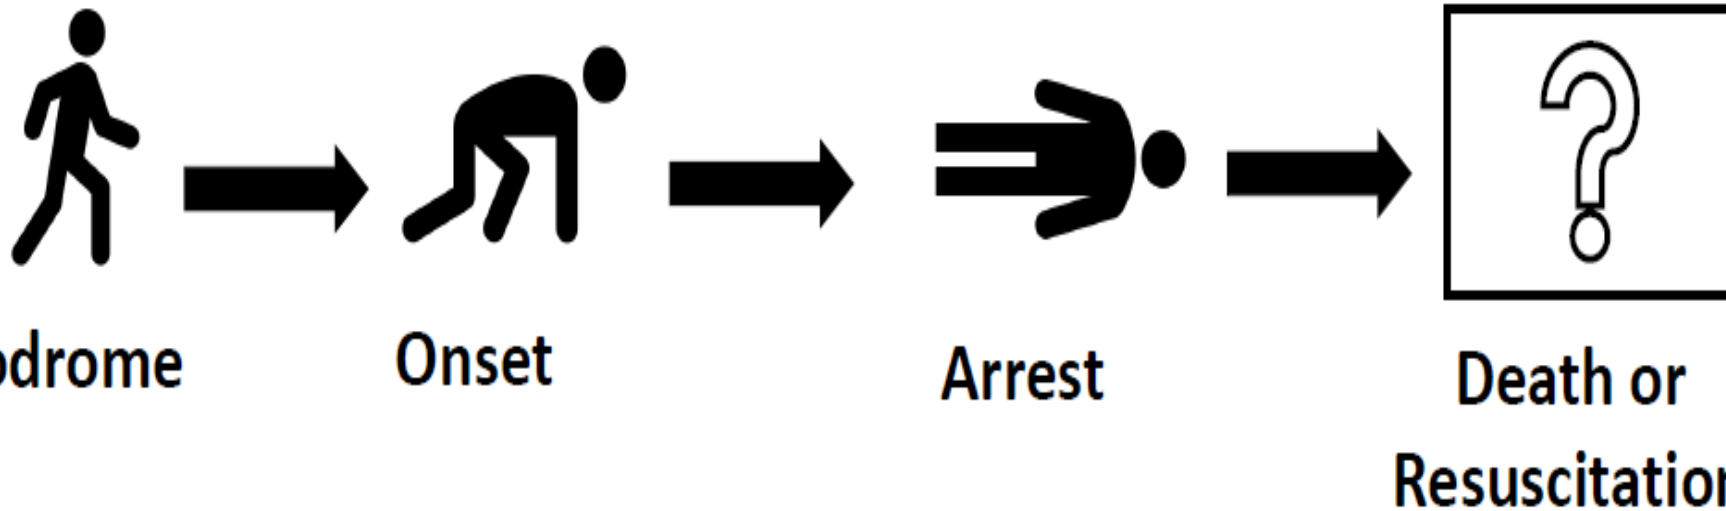 odrome
Onset
Arrest
Death or
Resuscitation